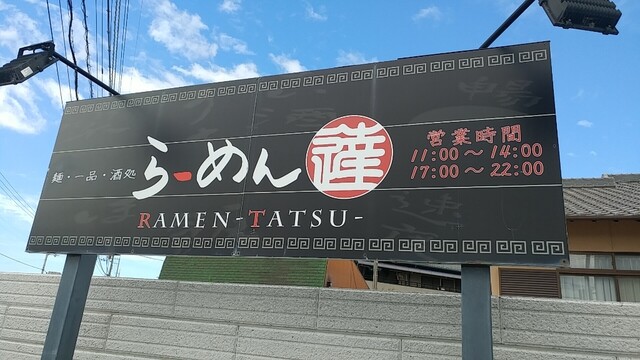 麺・一品・酒処
らーめん 達
RAMEN-TATSU-
営業時間
11:00～14:00
17:00～22:00